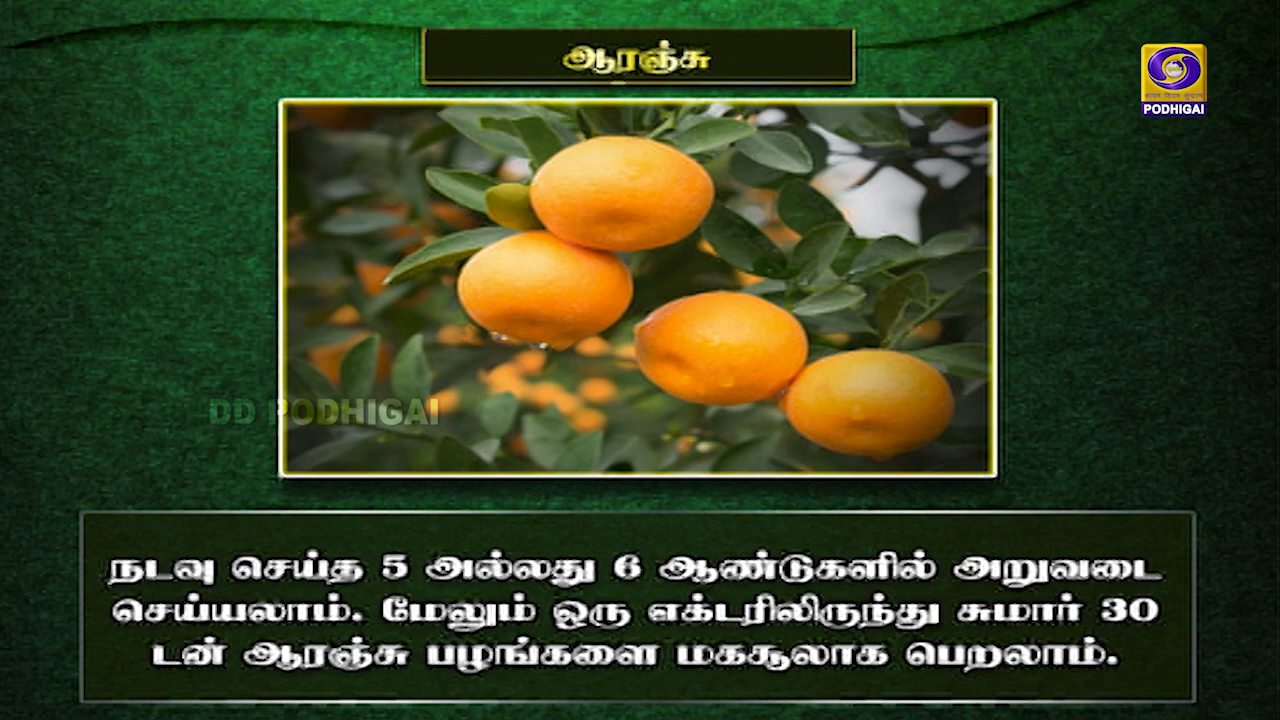 ஆரஞ்சு
PODHIGAI
DD PODHIGAI
நடவு செய்த 5 அல்லது 6 ஆண்டுகளில் அறுவடை
செய்யலாம். மேலும் ஒரு எக்டரிலிருந்து சுமார் 30
டன் ஆரஞ்சு பழங்களை மகசூலாக பெறலாம்.